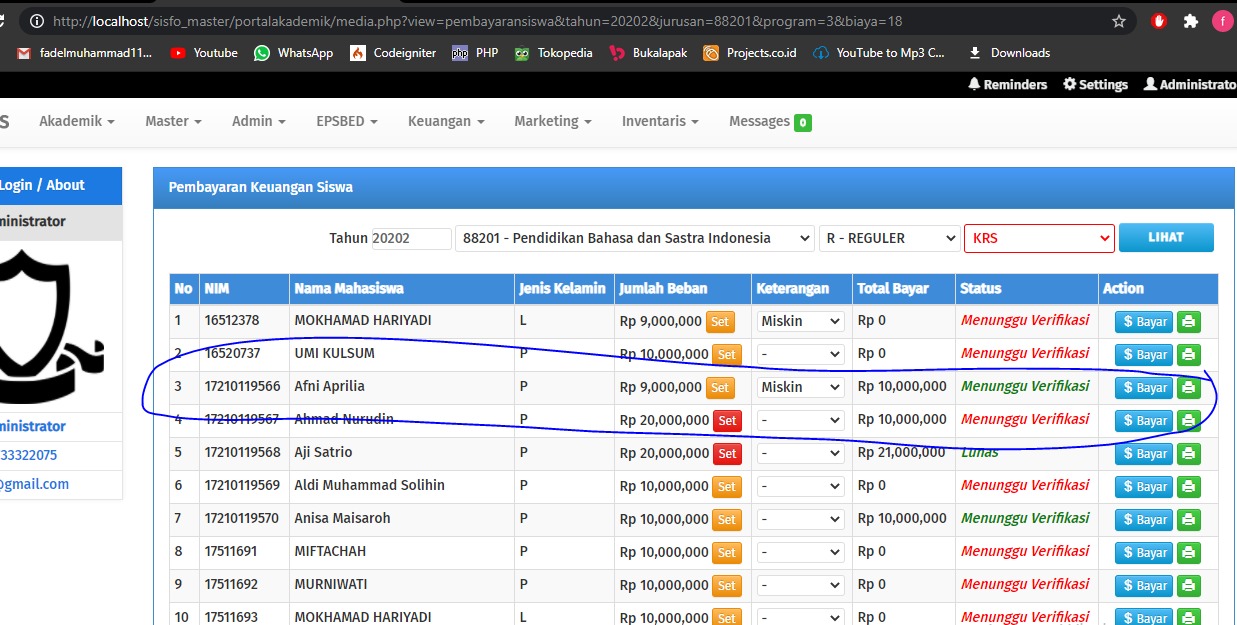 http://localhost/sisfo_master/portalakademik/media.php?view=pembayaransiswa&tahun=20202&jurusan=88201&program=3&biaya=18 f
fadelmuhammad11... Youtube WhatsApp Codeigniter php PHP Tokopedia Bukalapak Projects.co.id YouTube to Mp3 C... Downloads
Reminders Settings Administrato
S Akademik Master Admin EPSBED Keuangan Marketing Inventaris Messages 0
Login / About
ministrator
ministrator
33322075
@gmail.com
Pembayaran Keuangan Siswa
Tahun 20202 88201 - Pendidikan Bahasa dan Sastra Indonesia R - REGULER KRS LIHAT
No NIM Nama Mahasiswa Jenis Kelamin Jumlah Beban Keterangan Total Bayar Status Action
1 16512378 MOKHAMAD HARIYADI L Rp 9,000,000 Set Miskin Rp 0 Menunggu Verifikasi $ Bayar
2 16520737 UMI KULSUM P Rp 10,000,000 Set - Rp 0 Menunggu Verifikasi $ Bayar
3 17210119566 Afni Aprilia P Rp 9,000,000 Set Miskin Rp 10,000,000 Menunggu Verifikasi $ Bayar
4 17210119567 Ahmad Nurudin P Rp 20,000,000 Set - Rp 10,000,000 Menunggu Verifikasi $ Bayar
5 17210119568 Aji Satrio P Rp 20,000,000 Set - Rp 21,000,000 Lunas $ Bayar
6 17210119569 Aldi Muhammad Solihin P Rp 10,000,000 Set - Rp 0 Menunggu Verifikasi $ Bayar
7 17210119570 Anisa Maisaroh P Rp 10,000,000 Set - Rp 10,000,000 Menunggu Verifikasi $ Bayar
8 17511691 MIFTACHAH P Rp 10,000,000 Set - Rp 0 Menunggu Verifikasi $ Bayar
9 17511692 MURNIWATI P Rp 10,000,000 Set - Rp 0 Menunggu Verifikasi $ Bayar
10 17511693 MOKHAMAD HARIYADI L Rp 10,000,000 Set - Rp 0 Menunggu Verifikasi $ Bayar